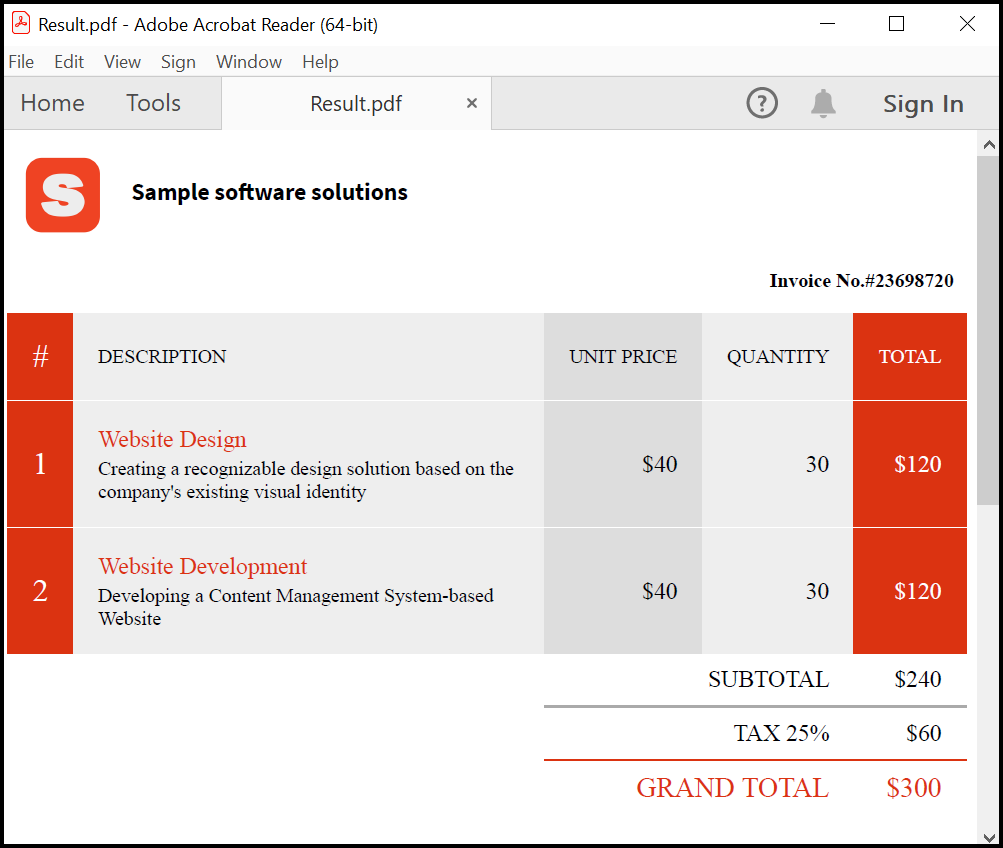 Result.pdf - Adobe Acrobat Reader (64-bit)
File Edit View Sign Window Help
Home Tools Result.pdf × ? Sign In
S Sample software solutions
Invoice No.#23698720
# DESCRIPTION UNIT PRICE QUANTITY TOTAL
Website Design
1 Creating a recognizable design solution based on the $40 30 $120
company's existing visual identity
Website Development
2 Developing a Content Management System-based $40 30 $120
Website
SUBTOTAL $240
TAX 25% $60
GRAND TOTAL $300